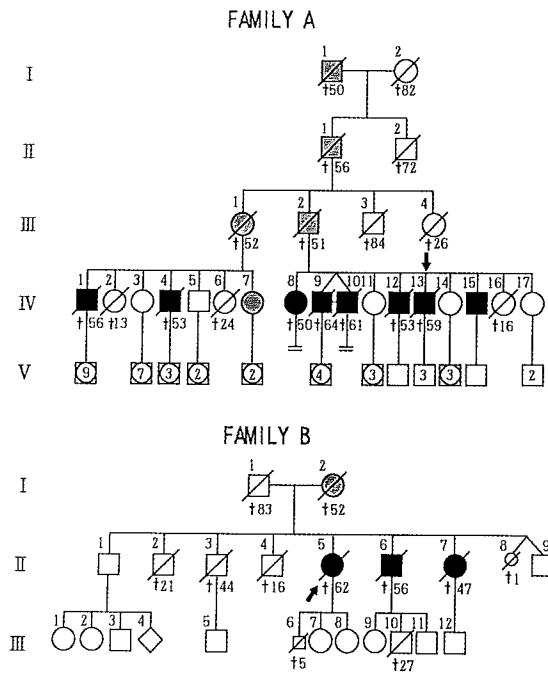 FAMILY A
1 2
I
†50 †82
1 2
II
†56 †72
1 2 3 4
III
†52 †51 †84 †26
1 2 3 4 5 6 7 8 9 10 11 12 13 14 15 16 17
IV
†56 †13 †53 †24 †50 †64 †61 †53 †59 †16
V
9 7 3 2 2 4 3 3 3 2
FAMILY B
1 2
I
†83 †52
1 2 3 4 5 6 7 8 9
II
†21 †44 †16 †62 †56 †47 †1
1 2 3 4 5 6 7 8 9 10 11 12
III
†5 †27